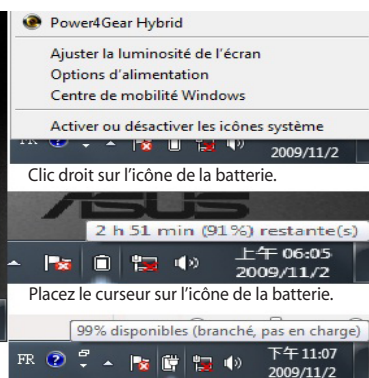 Power4Gear Hybrid
Ajuster la luminosité de l'écran
Options d'alimentation
Centre de mobilité Windows
Activer ou désactiver les icônes système
2009/11/2
Clic droit sur l'icône de la batterie.
ASUS
2 h 51 min (91%) restante(s)
上午 06:05
2009/11/2
Placez le curseur sur l'icône de la batterie.
99% disponibles (branché, pas en charge)
FR
下午 11:07
2009/11/2